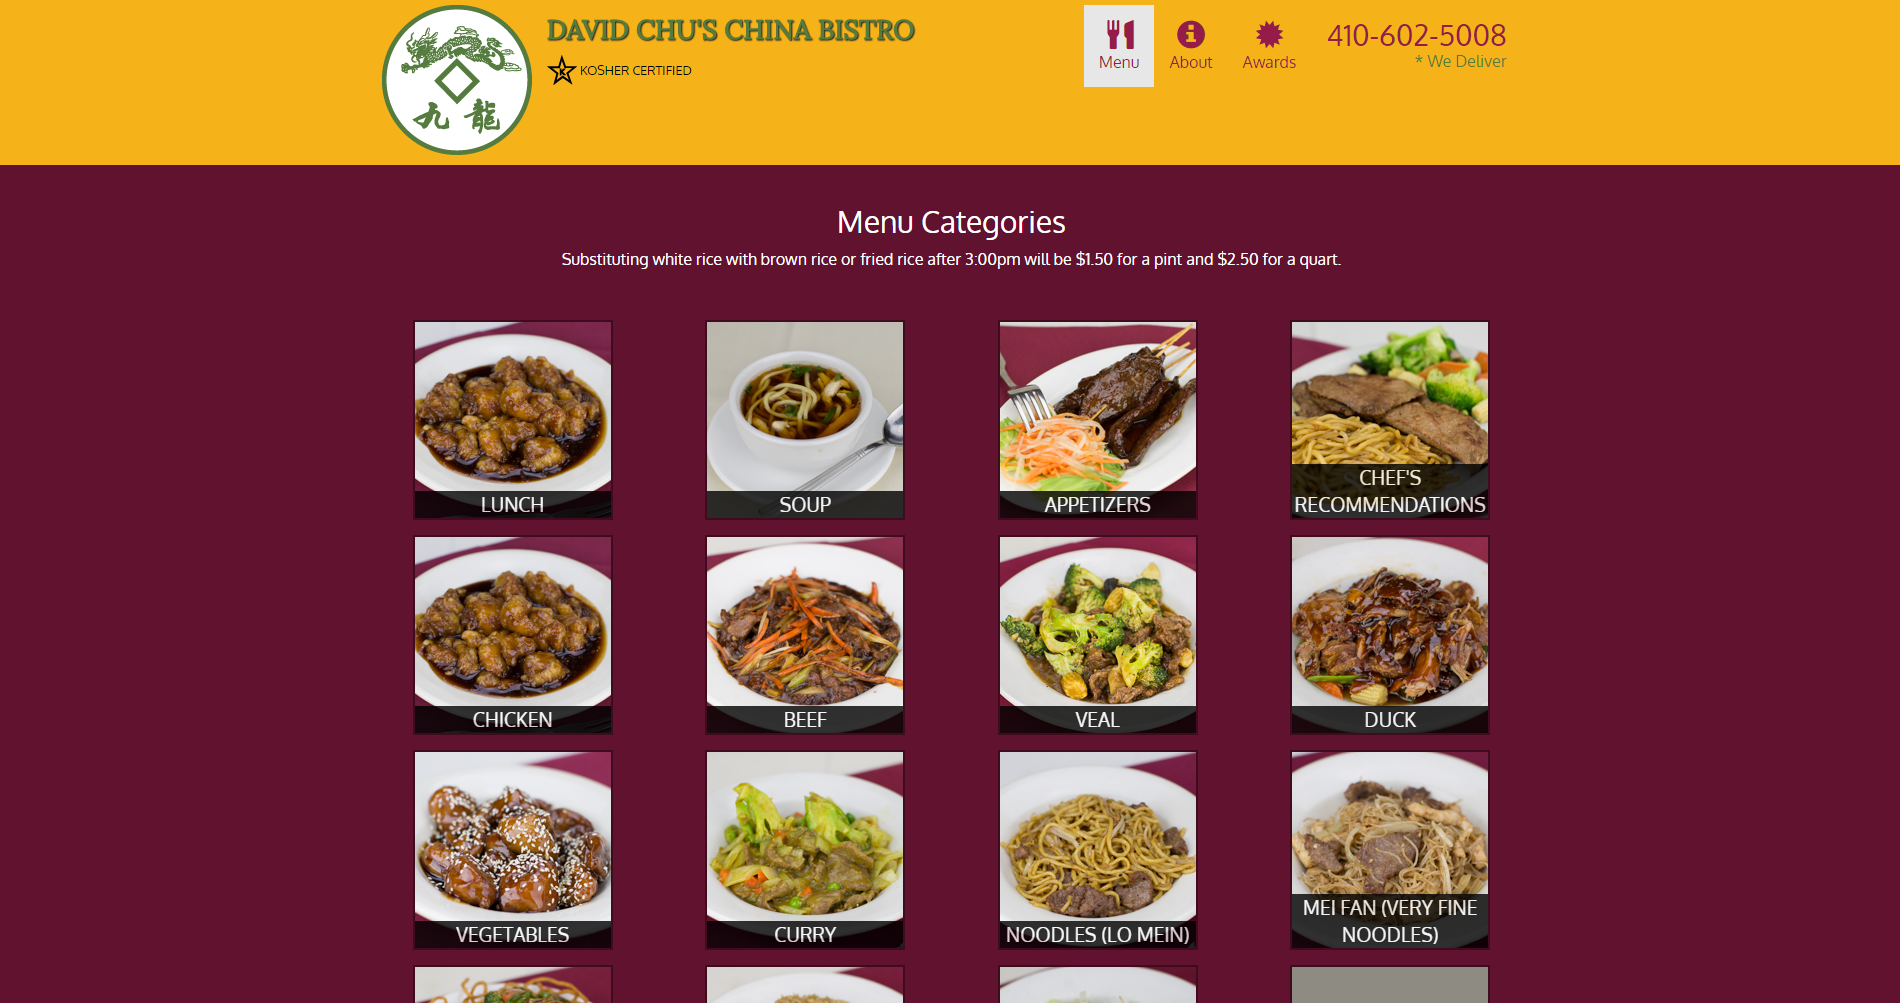 DAVID CHU'S CHINA BISTRO
KOSHER CERTIFIED
九龍
Menu
About
Awards
410-602-5008
* We Deliver
Menu Categories
Substituting white rice with brown rice or fried rice after 3:00pm will be $1.50 for a pint and $2.50 for a quart.
LUNCH
SOUP
APPETIZERS
CHEF'S
RECOMMENDATIONS
CHICKEN
BEEF
VEAL
DUCK
VEGETABLES
CURRY
NOODLES (LO MEIN)
MEI FAN (VERY FINE
NOODLES)